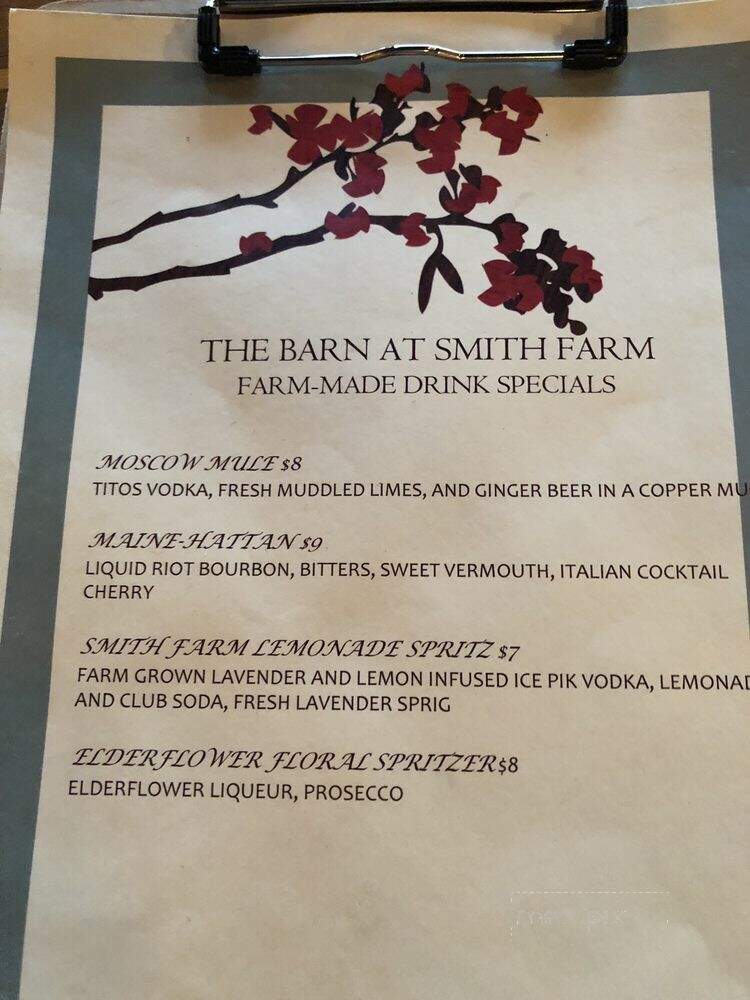 THE BARN AT SMITH FARM
FARM-MADE DRINK SPECIALS
MOSCOW MULE $8
TITOS VODKA, FRESH MUDDLED LIMES, AND GINGER BEER IN A COPPER MU
MAINE-HATTAN $9
LIQUID RIOT BOURBON, BITTERS, SWEET VERMOUTH, ITALIAN COCKTAIL
CHERRY
SMITH FARM LEMONADE SPRITZ $7
FARM GROWN LAVENDER AND LEMON INFUSED ICE PIK VODKA, LEMONAD
AND CLUB SODA, FRESH LAVENDER SPRIG
ELDERFLOWER FLORAL SPRITZER $8
ELDERFLOWER LIQUEUR, PROSECCO